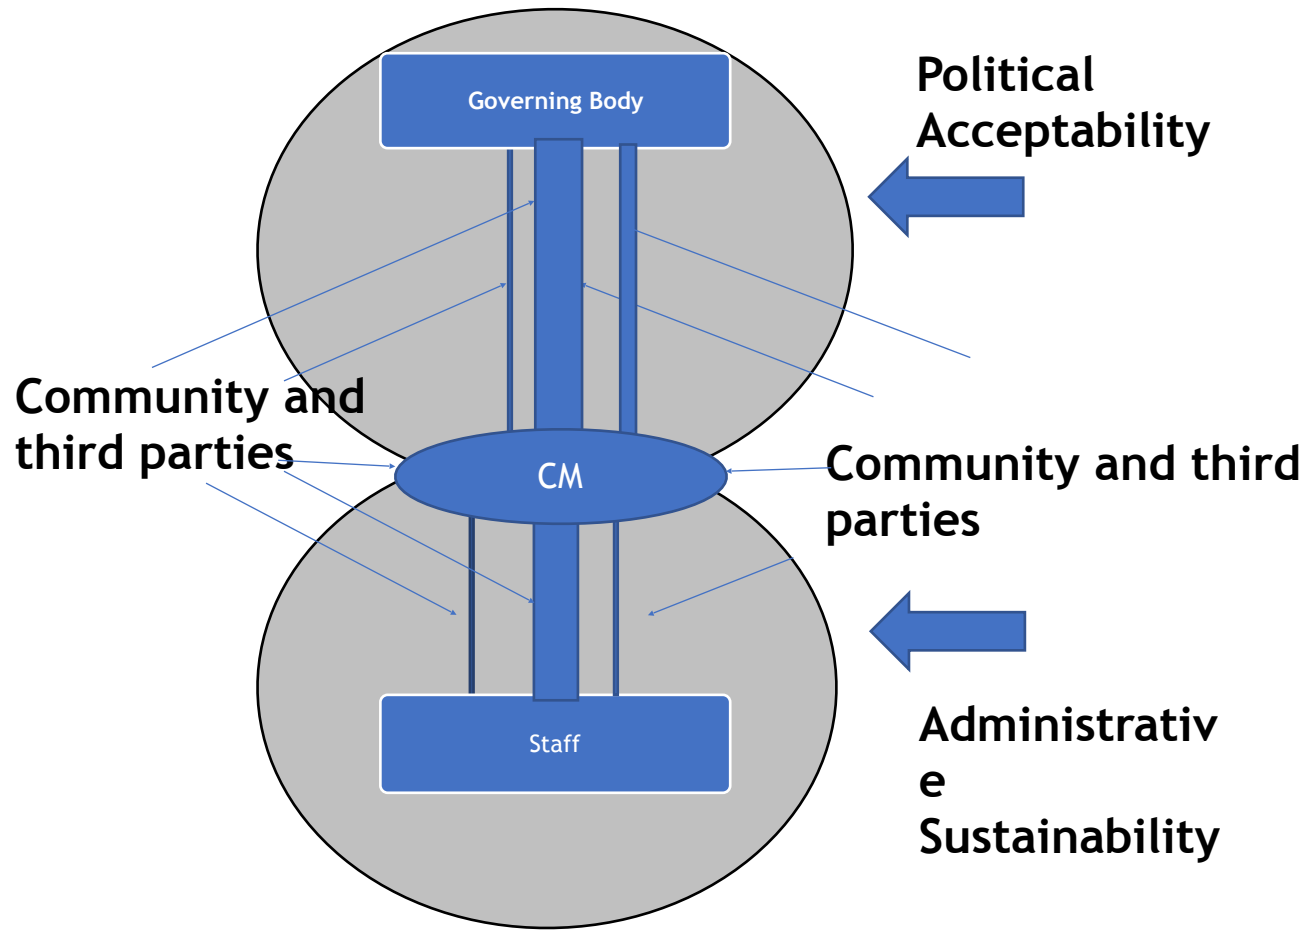 Governing Body
Political
Acceptability
Community and
third parties
CM
Community and third
parties
Staff
Administrativ
e
Sustainability